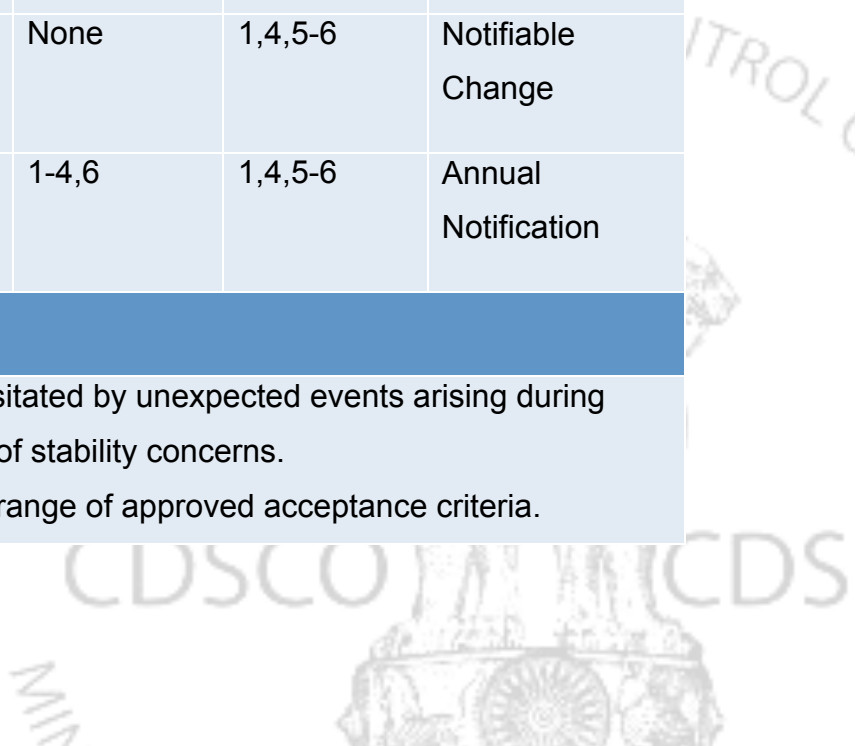 None 1,4,5-6 Notifiable
Change
1-4,6 1,4,5-6 Annual
Notification
by unexpected events arising during
of stability concerns.
range of approved acceptance criteria.
CDSCO CDS